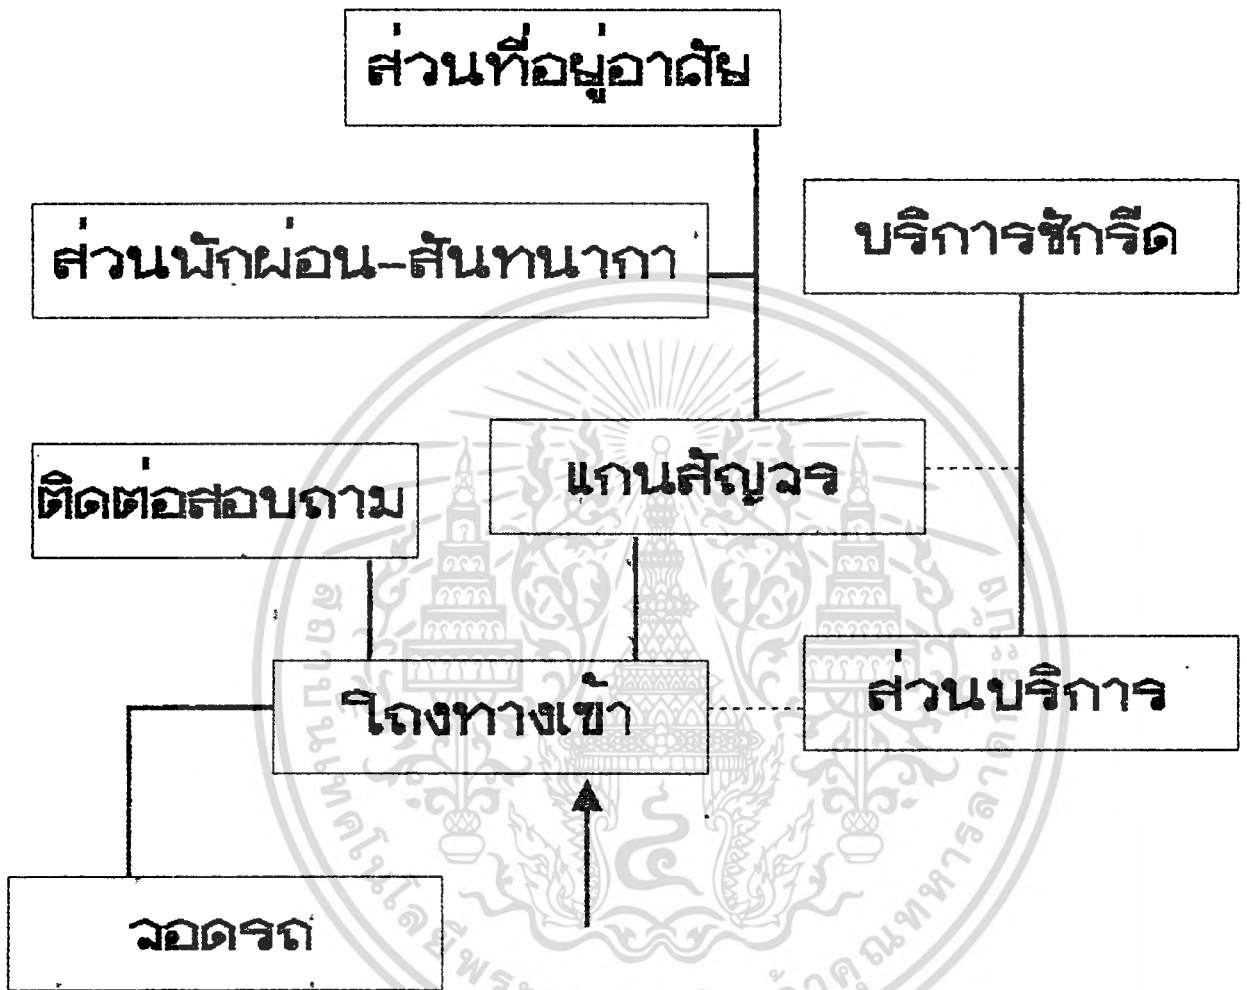 ส่วนที่อยู่อาศัย
ส่วนพักผ่อน-สันทนากา
บริการซักรีด
ติดต่อสอบถาม
แกนสัญจร
โถงทางเข้า
ส่วนบริการ
จอดรถ